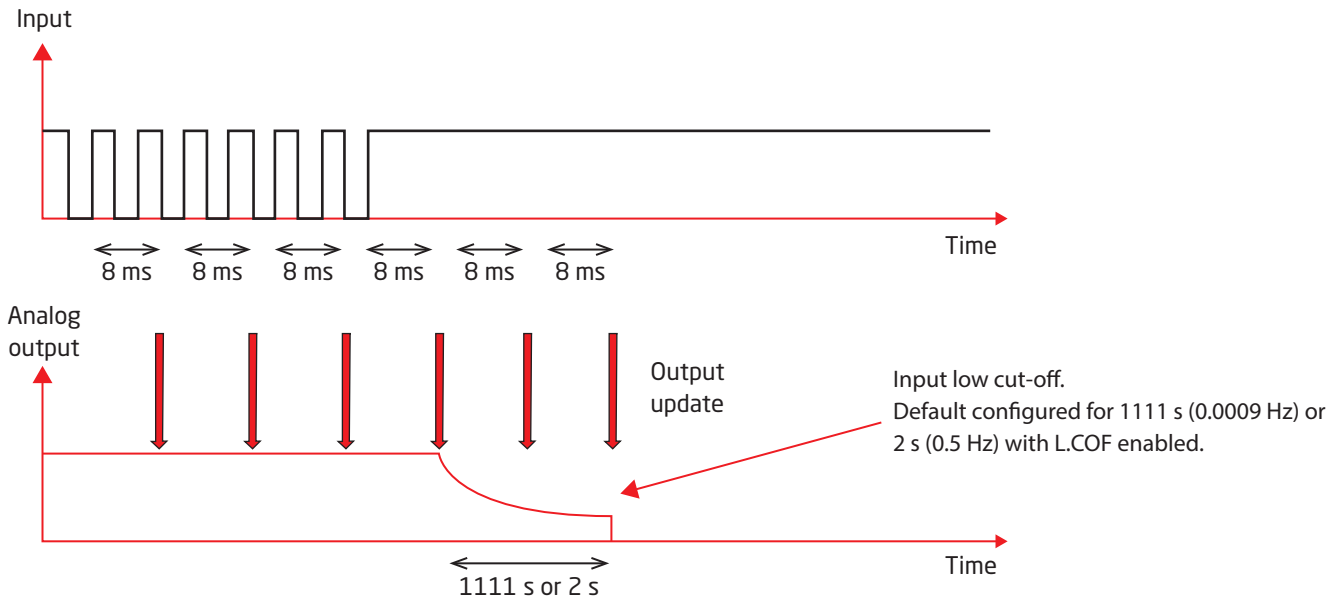 Input
Time
8 ms
8 ms
8 ms
8 ms
8 ms
8 ms
Analog
output
Output
update
Input low cut-off.
Default configured for 1111 s (0.0009 Hz) or
2 s (0.5 Hz) with L.COF enabled.
Time
1111 s or 2 s